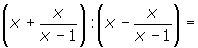 (x + x/(x − 1)) : (x − x/(x − 1)) =